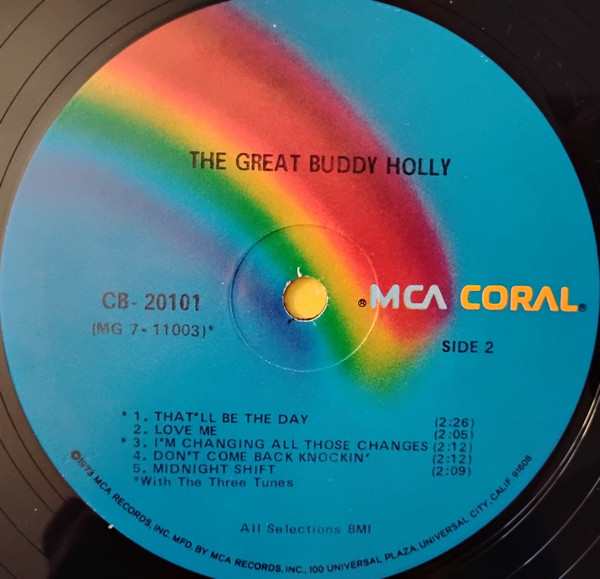 THE GREAT BUDDY HOLLY
CB-20101
(MG 7-11003)*
®MCA CORAL®
SIDE 2
* 1. THAT'LL BE THE DAY (2:26)
2. LOVE ME (2:05)
* 3. I'M CHANGING ALL THOSE CHANGES (2:12)
4. DON'T COME BACK KNOCKIN' (2:12)
5. MIDNIGHT SHIFT (2:09)
*With The Three Tunes
All Selections BMI
©1973 MCA RECORDS, INC. MFD. BY MCA RECORDS, INC., 100 UNIVERSAL PLAZA, UNIVERSAL CITY, CALIF. 91608